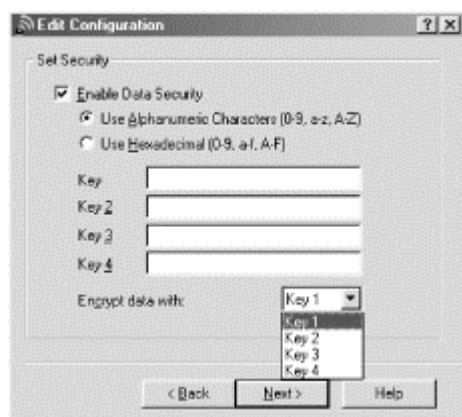 Edit Configuration
Set Security
Enable Data Security
Use Alphanumeric Characters (0-9, a-z, A-Z)
Use Hexadecimal (0-9, a-f, A-F)
Key
Key 2
Key 3
Key 4
Encrypt data with: Key 1
Key 1
Key 2
Key 3
Key 4
< Back Next > Help